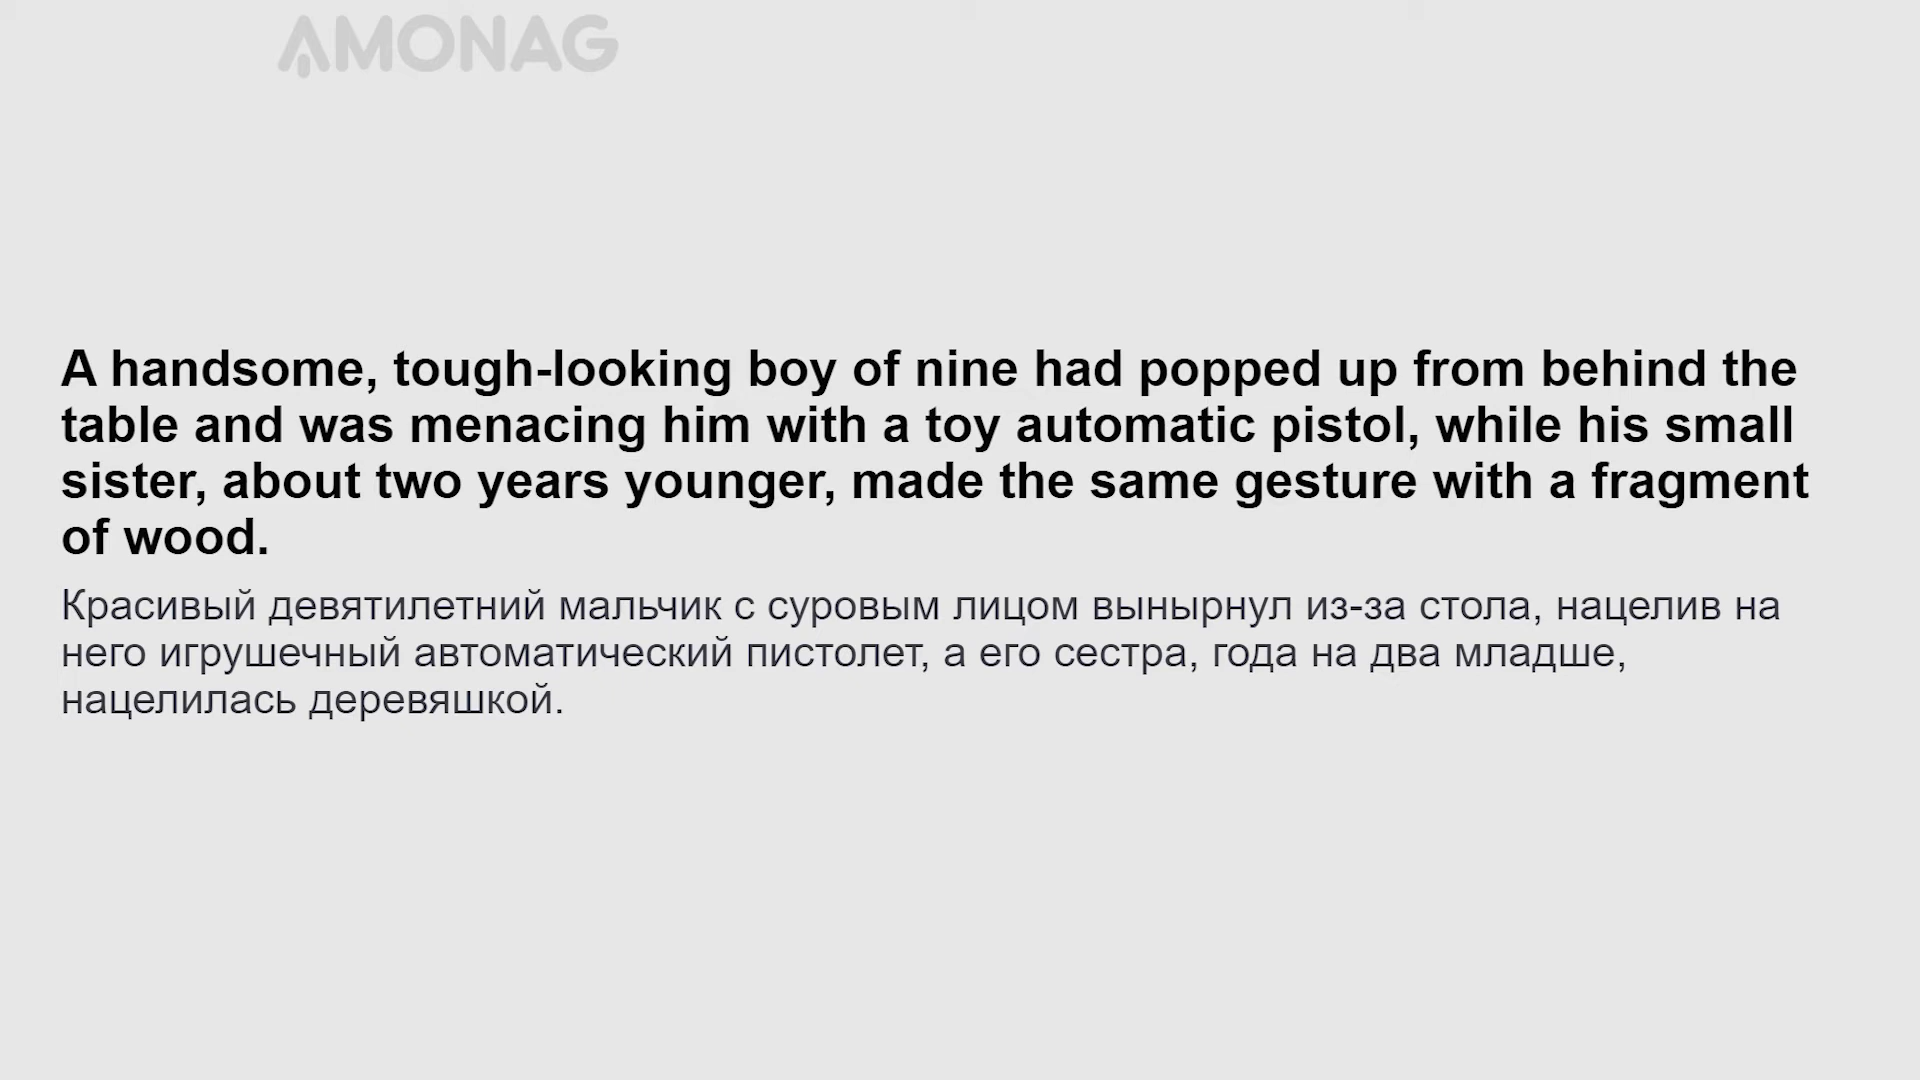 AMONAG
A handsome, tough-looking boy of nine had popped up from behind the
table and was menacing him with a toy automatic pistol, while his small
sister, about two years younger, made the same gesture with a fragment
of wood.
Красивый девятилетний мальчик с суровым лицом вынырнул из-за стола, нацелив на
него игрушечный автоматический пистолет, а его сестра, года на два младше,
нацелилась деревяшкой.